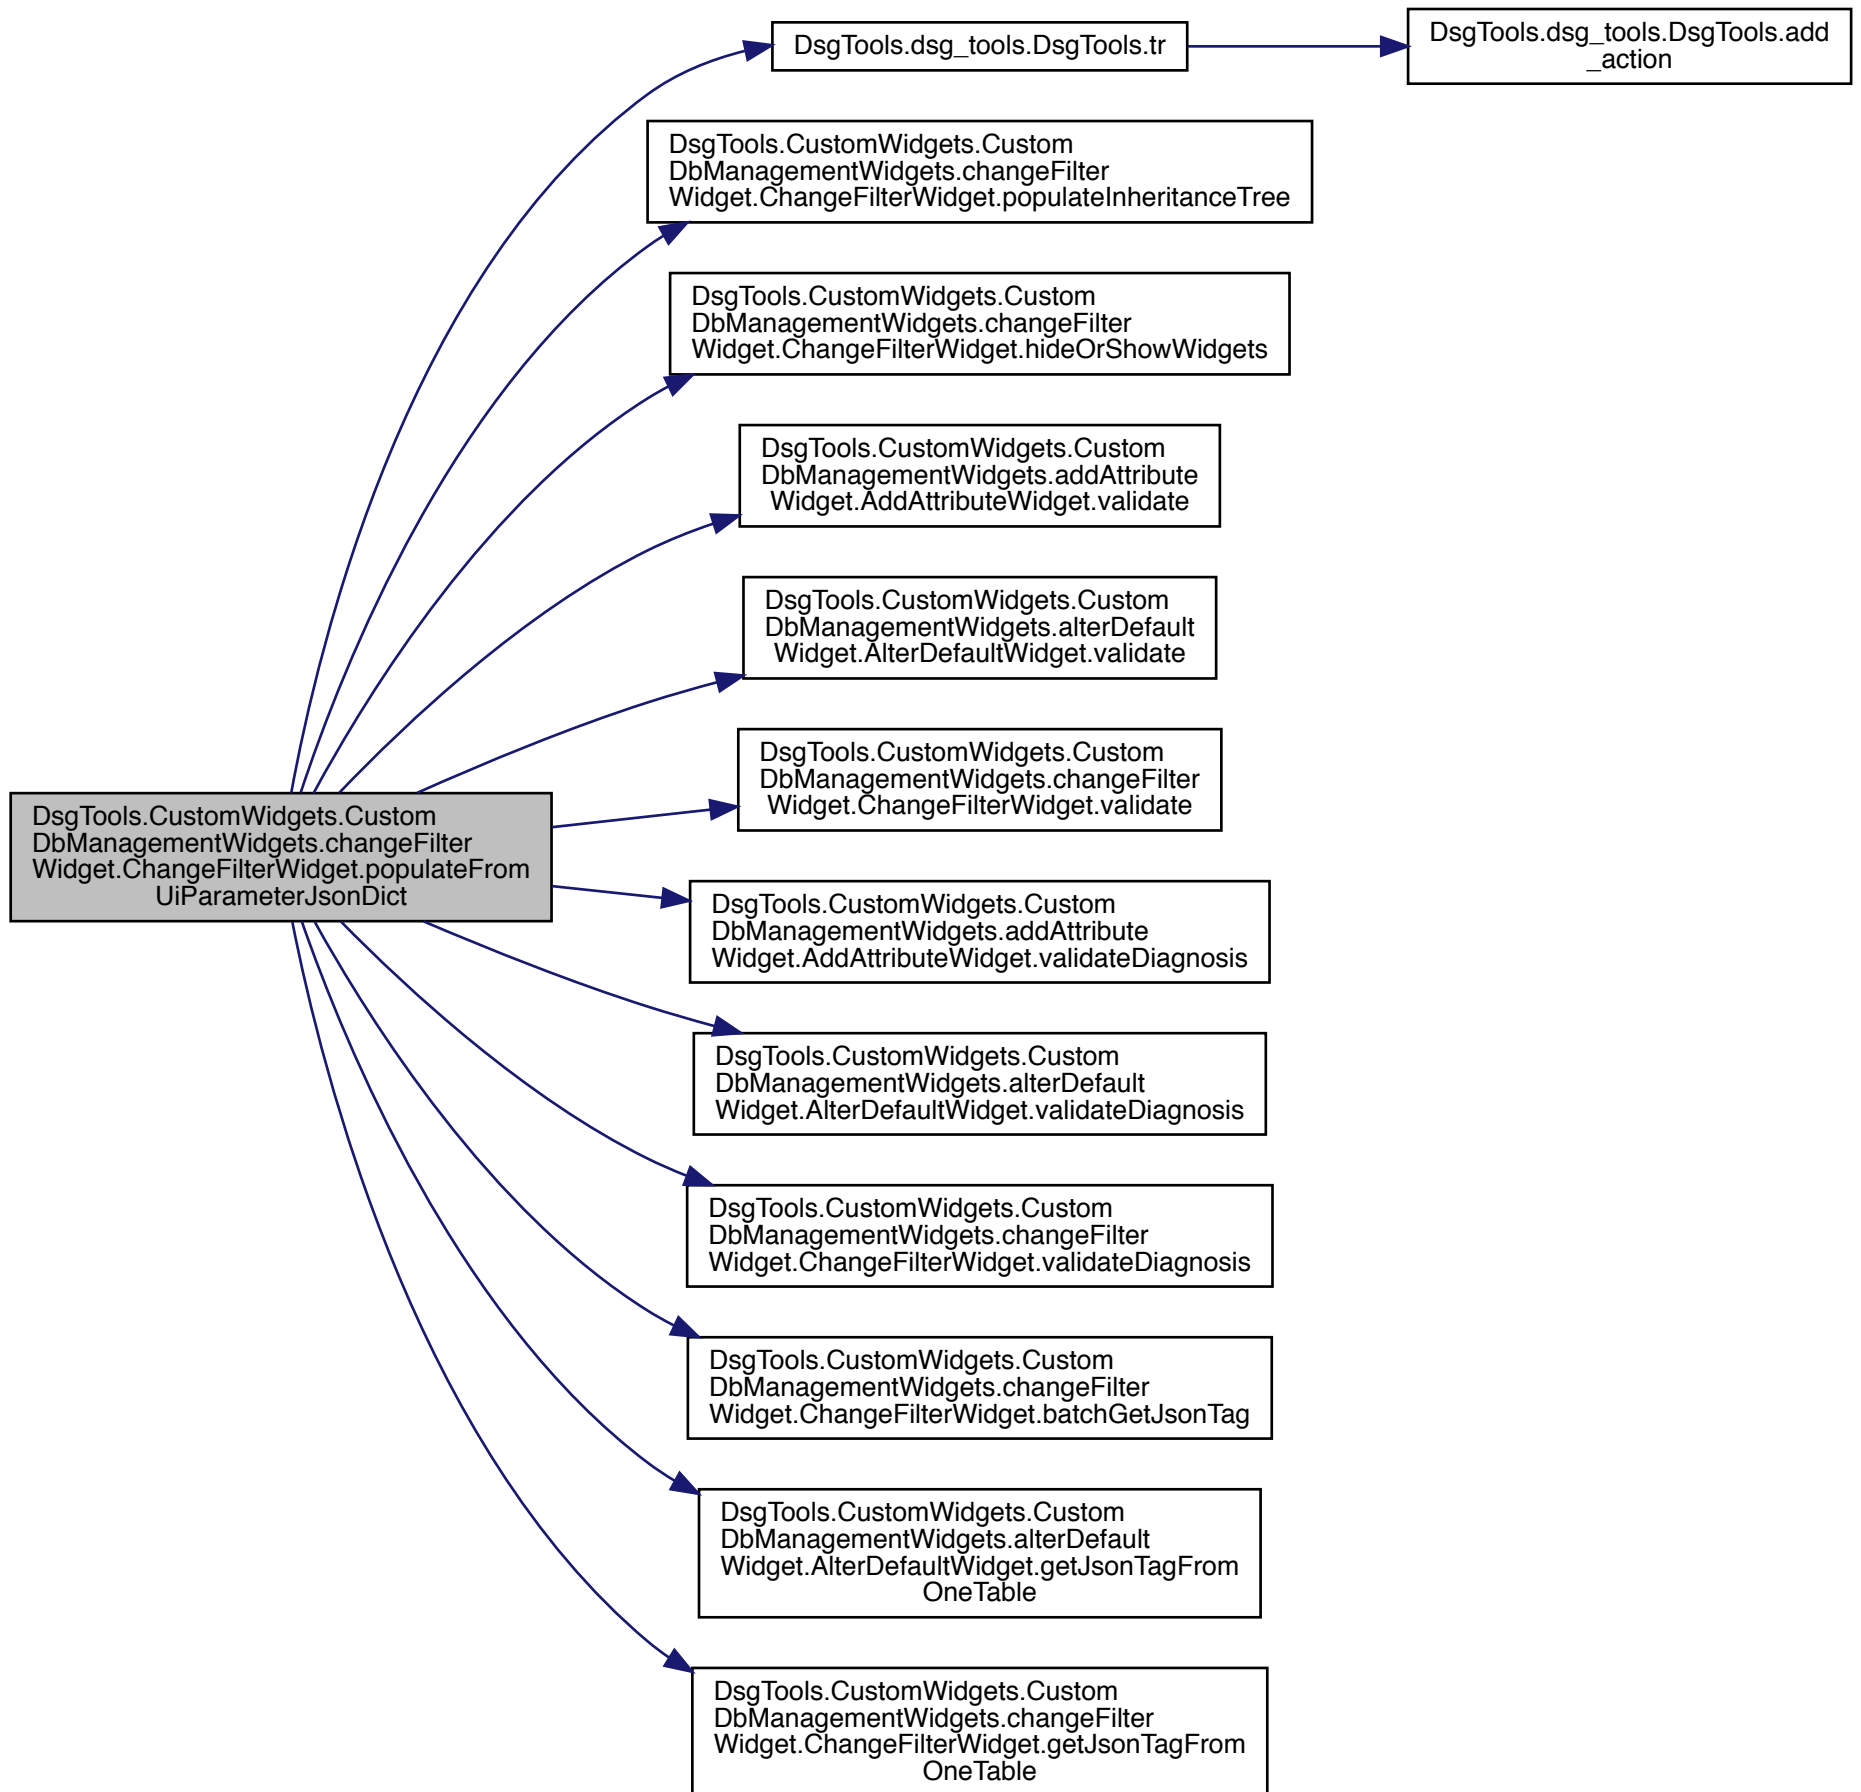 DsgTools.dsg_tools.DsgTools.tr
DsgTools.dsg_tools.DsgTools.add
_action
DsgTools.CustomWidgets.Custom
DbManagementWidgets.changeFilter
Widget.ChangeFilterWidget.populateInheritanceTree
DsgTools.CustomWidgets.Custom
DbManagementWidgets.changeFilter
Widget.ChangeFilterWidget.hideOrShowWidgets
DsgTools.CustomWidgets.Custom
DbManagementWidgets.addAttribute
Widget.AddAttributeWidget.validate
DsgTools.CustomWidgets.Custom
DbManagementWidgets.alterDefault
Widget.AlterDefaultWidget.validate
DsgTools.CustomWidgets.Custom
DbManagementWidgets.changeFilter
Widget.ChangeFilterWidget.validate
DsgTools.CustomWidgets.Custom
DbManagementWidgets.changeFilter
Widget.ChangeFilterWidget.populateFrom
UiParameterJsonDict
DsgTools.CustomWidgets.Custom
DbManagementWidgets.addAttribute
Widget.AddAttributeWidget.validateDiagnosis
DsgTools.CustomWidgets.Custom
DbManagementWidgets.alterDefault
Widget.AlterDefaultWidget.validateDiagnosis
DsgTools.CustomWidgets.Custom
DbManagementWidgets.changeFilter
Widget.ChangeFilterWidget.validateDiagnosis
DsgTools.CustomWidgets.Custom
DbManagementWidgets.changeFilter
Widget.ChangeFilterWidget.batchGetJsonTag
DsgTools.CustomWidgets.Custom
DbManagementWidgets.alterDefault
Widget.AlterDefaultWidget.getJsonTagFrom
OneTable
DsgTools.CustomWidgets.Custom
DbManagementWidgets.changeFilter
Widget.ChangeFilterWidget.getJsonTagFrom
OneTable